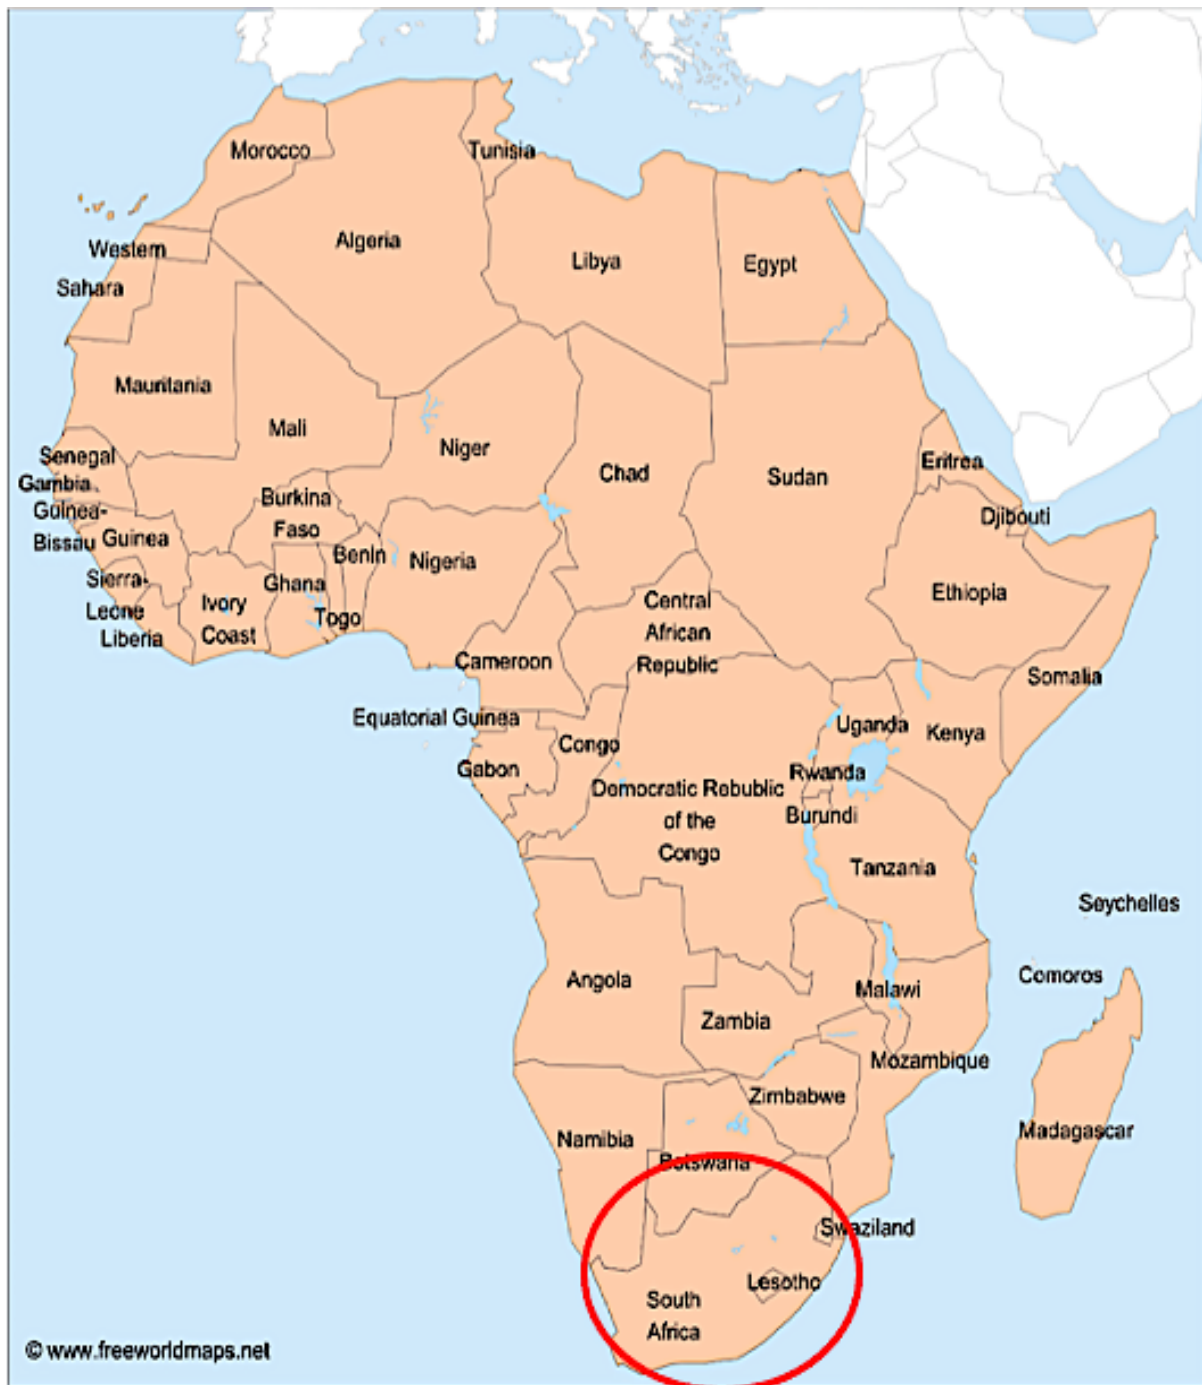 Morocco
Tunisia
Algeria
Libya
Egypt
Western
Sahara
Mauritania
Mali
Niger
Chad
Sudan
Eritrea
Senegal
Gambia
Guinea-
Bissau
Guinea
Burkina
Faso
Djibouti
Benin
Nigeria
Sierra-
Leone
Liberia
Ivory
Coast
Ghana
Togo
Central
African
Republic
Ethiopia
Cameroon
Somalia
Equatorial Guinea
Congo
Uganda
Kenya
Gabon
Rwanda
Democratic Rebublic
of the
Congo
Burundi
Tanzania
Seychelles
Comoros
Angola
Malawi
Zambia
Mozambique
Zimbabwe
Madagascar
Namibia
Botswana
Swaziland
Lesotho
South
Africa
© www.freeworldmaps.net